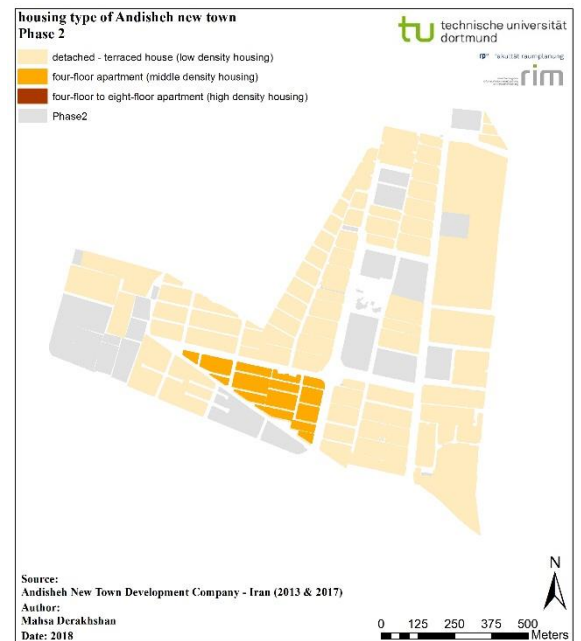 housing type of Andisheh new town
Phase 2
detached - terraced house (low density housing)
four-floor apartment (middle density housing)
four-floor to eight-floor apartment (high density housing)
Phase2
technische universität
dortmund
fakultät raumplanung
rim
N
Source:
Andisheh New Town Development Company - Iran (2013 & 2017)
Author:
Mahsa Derakhshan
Date: 2018
0 125 250 375 500
Meters